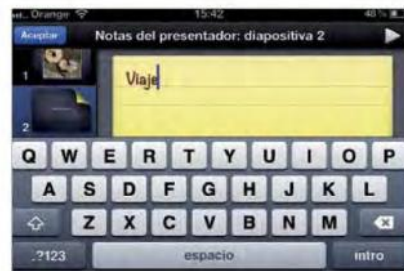 Orange 15:42 48 %
Aceptar Notas del presentador: diapositiva 2
1
Viaje
2
Q W E R T Y U I O P
A S D F G H J K L
Z X C V B N M
.?123 espacio intro